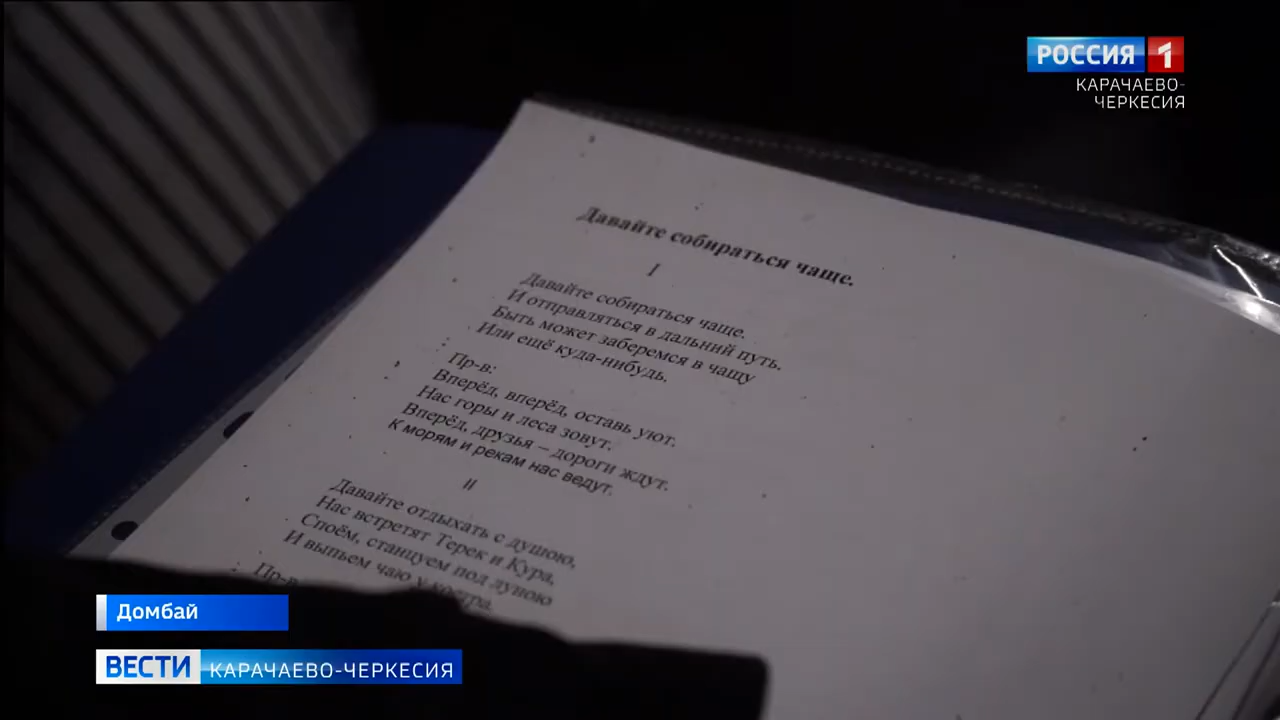 РОССИЯ 1
КАРАЧАЕВО-
ЧЕРКЕСИЯ
Давайте собираться чаще.
I
Давайте собираться чаще.
И отправляться в дальний путь.
Быть может заберемся в чащу
Или ещё куда-нибудь.
Пр-в:
Вперёд, вперёд, оставь уют.
Нас горы и леса зовут.
Вперёд, друзья – дороги ждут.
К морям и рекам нас ведут.
II
Давайте отдыхать с душою,
Нас встретят Терек и Кура,
Споём, станцуем под луною
И выпьем чаю у костра.
Пр-в
Домбай
ВЕСТИ КАРАЧАЕВО-ЧЕРКЕСИЯ